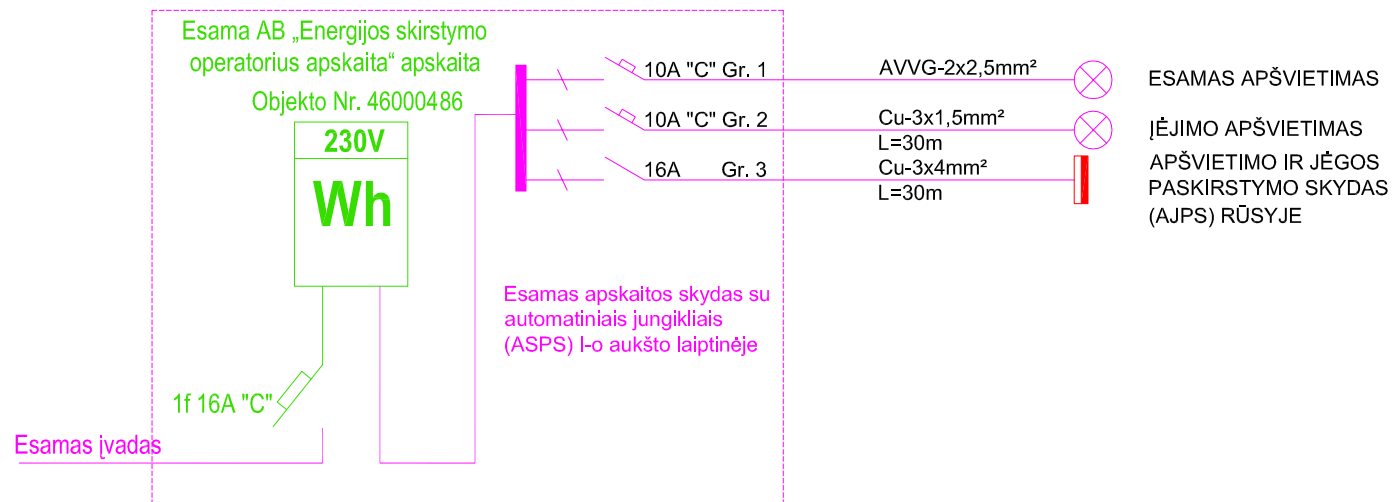 Esama AB „Energijos skirstymo
operatorius apskaita“ apskaita
Objekto Nr. 46000486
230V
Wh
1f 16A "C"
Esamas įvadas
10A "C" Gr. 1
AVVG-2x2,5mm²
ESAMAS APŠVIETIMAS
10A "C" Gr. 2
Cu-3x1,5mm²
L=30m
ĮĖJIMO APŠVIETIMAS
16A Gr. 3
Cu-3x4mm²
L=30m
APŠVIETIMO IR JĖGOS
PASKIRSTYMO SKYDAS
(AJPS) RŪSYJE
Esamas apskaitos skydas su
automatiniais jungikliais
(ASPS) I-o aukšto laiptinėje